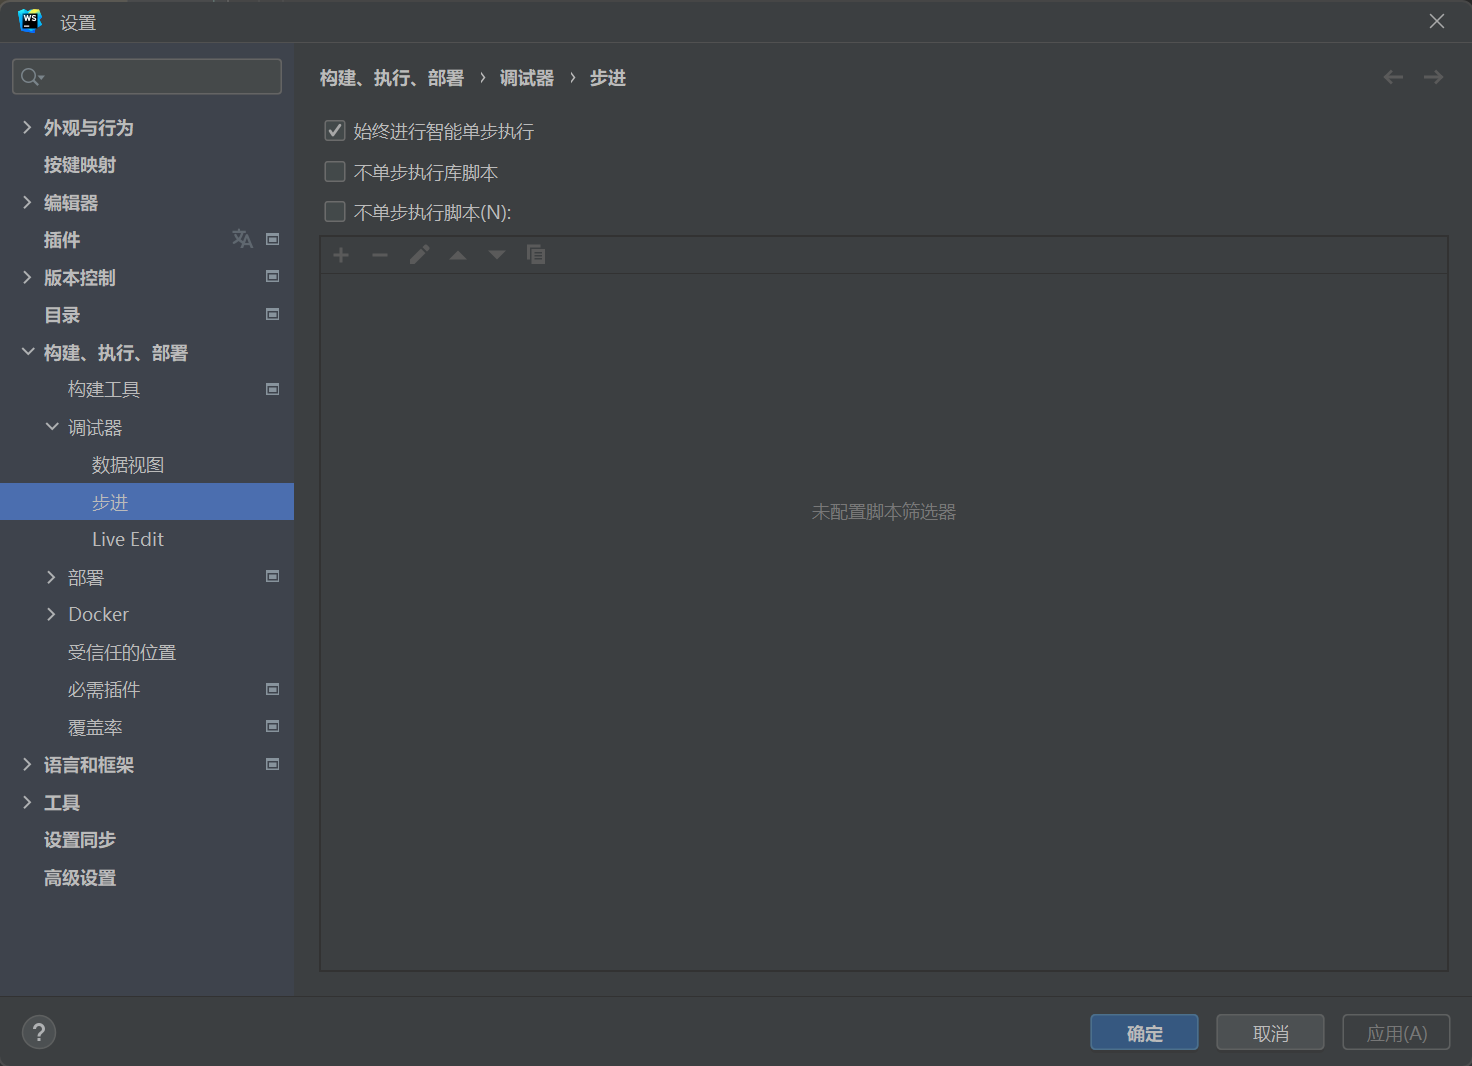 WS
设置
构建、执行、部署 › 调试器 › 步进
外观与行为
按键映射
编辑器
插件
版本控制
目录
构建、执行、部署
构建工具
调试器
数据视图
步进
Live Edit
部署
Docker
受信任的位置
必需插件
覆盖率
语言和框架
工具
设置同步
高级设置
始终进行智能单步执行
不单步执行库脚本
不单步执行脚本(N):
未配置脚本筛选器
?
确定
取消
应用(A)